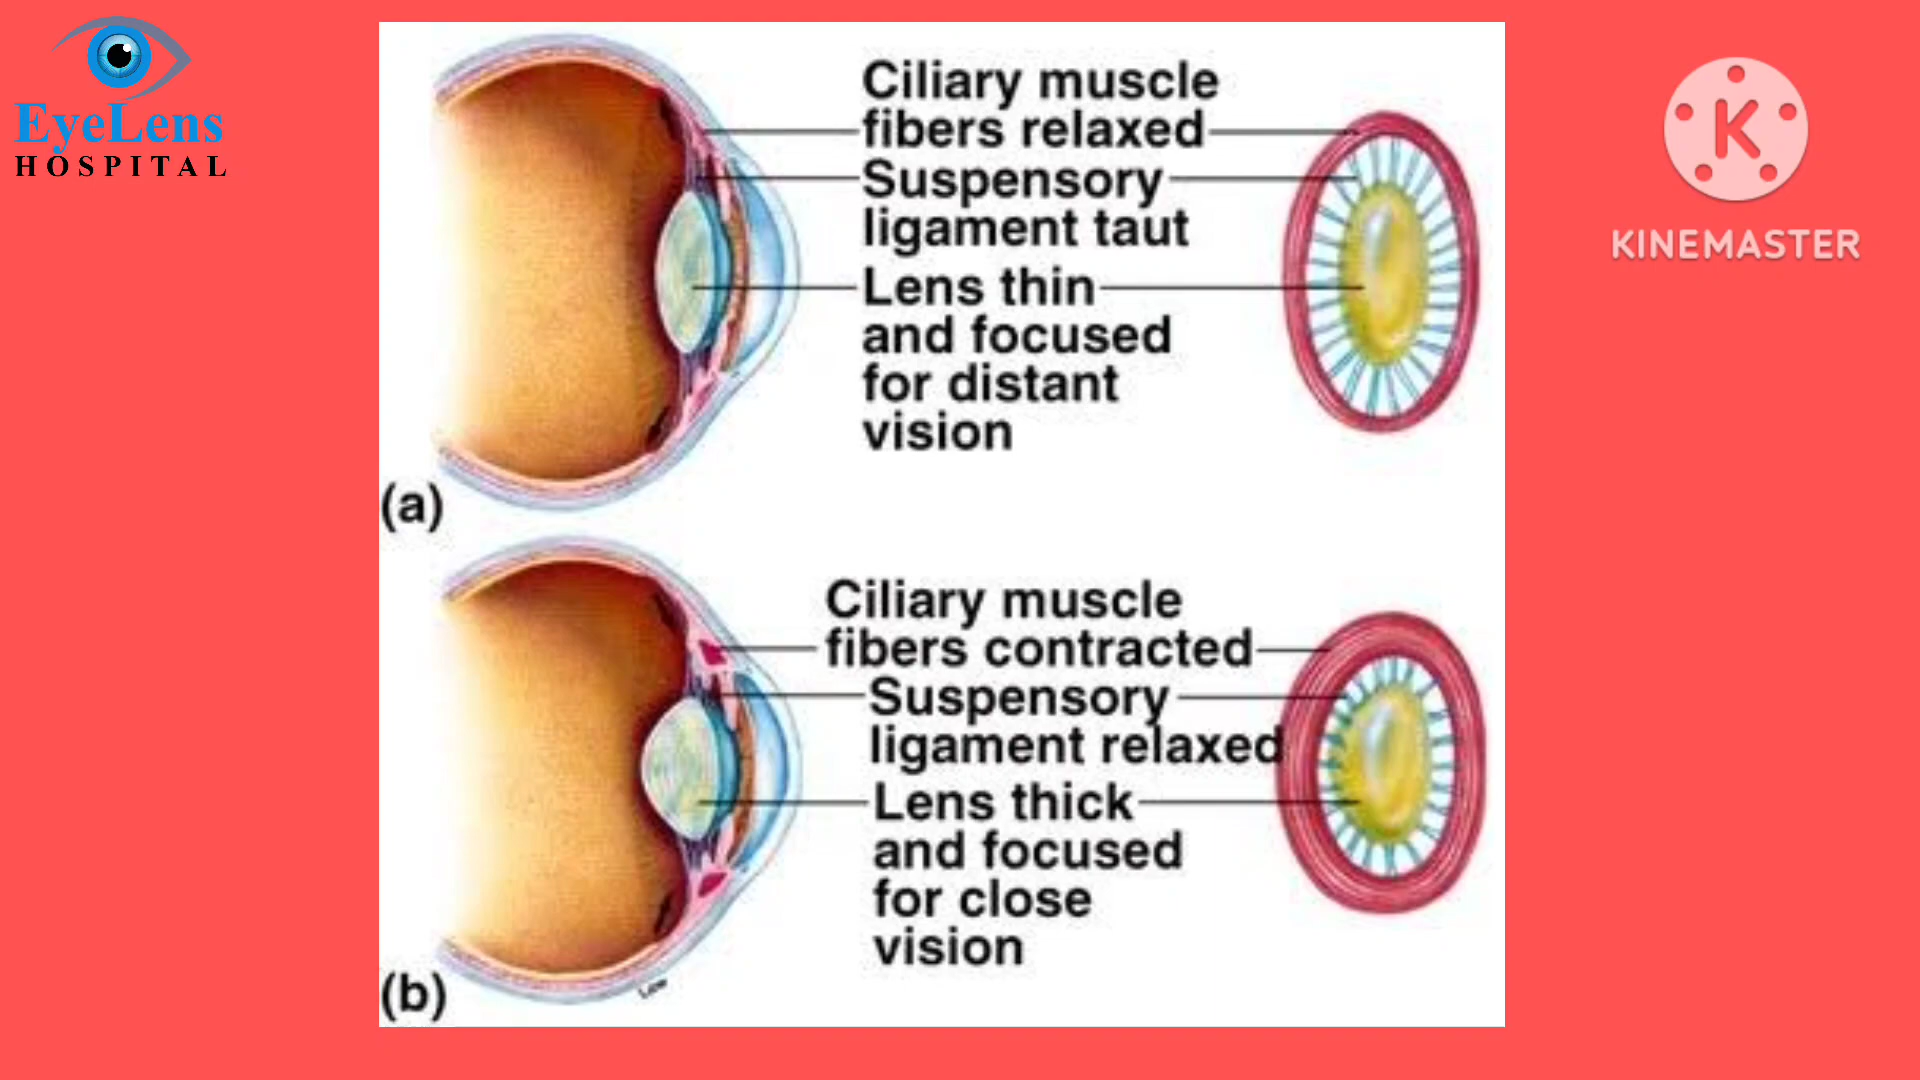 EyeLens
HOSPITAL
K
KINEMASTER
Ciliary muscle
fibers relaxed
Suspensory
ligament taut
Lens thin
and focused
for distant
vision
(a)
Ciliary muscle
fibers contracted
Suspensory
ligament relaxed
Lens thick
and focused
for close
vision
(b)